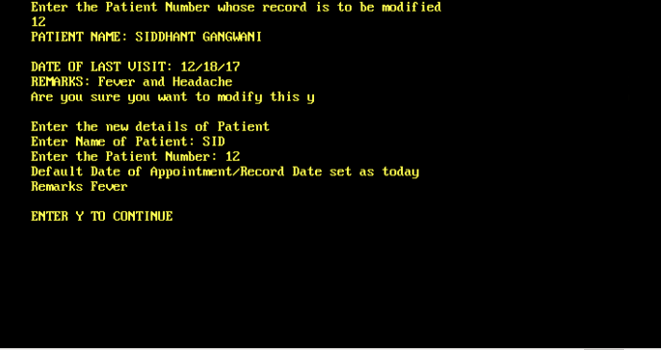 Enter the Patient Number whose record is to be modified
12
PATIENT NAME: SIDDHANT GANGWANI
DATE OF LAST VISIT: 12/18/17
REMARKS: Fever and Headache
Are you sure you want to modify this y
Enter the new details of Patient
Enter Name of Patient: SID
Enter the Patient Number: 12
Default Date of Appointment/Record Date set as today
Remarks Fever
ENTER Y TO CONTINUE